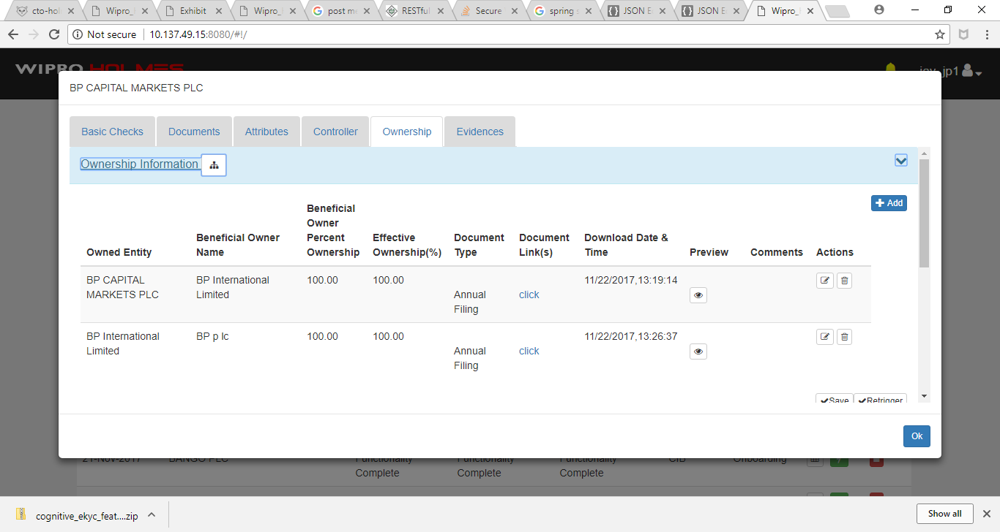 cto-hol
Wipro_
Exhibit
Wipro_
post me
RESTful
Secure
spring s
JSON E
JSON E
Wipro_
Not secure
10.137.49.15:8080/#!/
WIPRO HOLMES
jay_jp1
BP CAPITAL MARKETS PLC
Basic Checks Documents Attributes Controller Ownership Evidences
Ownership Information
Add
Beneficial
Owner
Beneficial Owner Percent Effective Document Document Download Date &
Owned Entity Name Ownership Ownership(%) Type Link(s) Time Preview Comments Actions
BP CAPITAL BP International 100.00 100.00 11/22/2017,13:19:14
MARKETS PLC Limited Annual click
Filing
BP International BP p lc 100.00 100.00 11/22/2017,13:26:37
Limited Annual click
Filing
Save Retrigger
Ok
21-Nov-2017 BANGO PLC Functionality Functionality Functionality CIB Onboarding
Complete Complete Complete
cognitive_ekyc_feat....zip
Show all